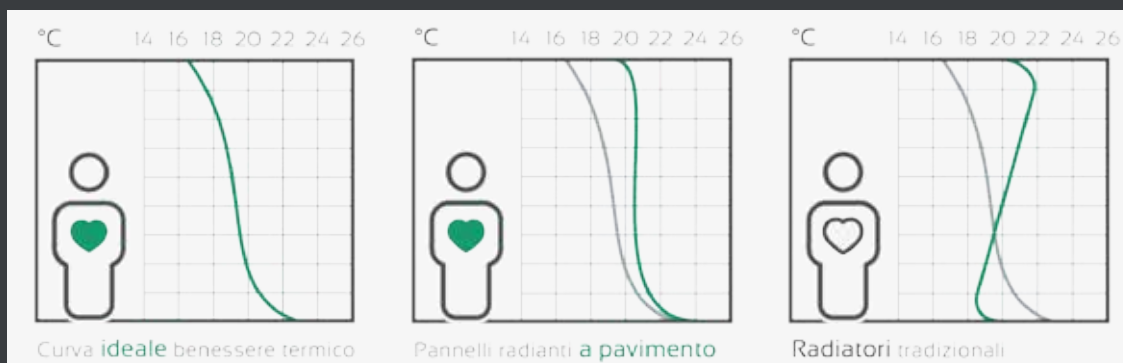 °C 14 16 18 20 22 24 26
Curva ideale benessere termico
°C 14 16 18 20 22 24 26
Pannelli radianti a pavimento
°C 14 16 18 20 22 24 26
Radiatori tradizionali